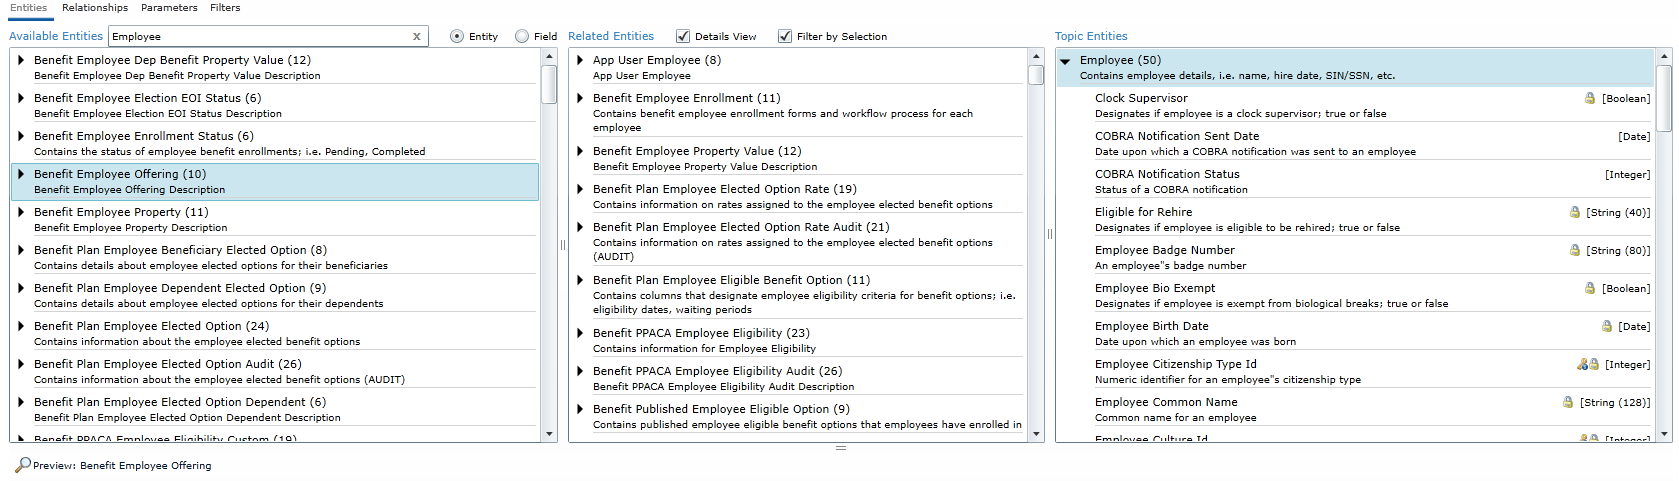 Entities Relationships Parameters Filters
Available Entities Employee x Entity Field
Benefit Employee Dep Benefit Property Value (12)
Benefit Employee Dep Benefit Property Value Description
Benefit Employee Election EOI Status (6)
Benefit Employee Election EOI Status Description
Benefit Employee Enrollment Status (6)
Contains the status of employee benefit enrollments; i.e. Pending, Completed
Benefit Employee Offering (10)
Benefit Employee Offering Description
Benefit Employee Property (11)
Benefit Employee Property Description
Benefit Plan Employee Beneficiary Elected Option (8)
Contains details about employee elected options for their beneficiaries
Benefit Plan Employee Dependent Elected Option (9)
Contains details about employee elected options for their dependents
Benefit Plan Employee Elected Option (24)
Contains information about the employee elected benefit options
Benefit Plan Employee Elected Option Audit (26)
Contains information about the employee elected benefit options (AUDIT)
Benefit Plan Employee Elected Option Dependent (6)
Benefit Plan Employee Elected Option Dependent Description
Benefit PPACA Employee Eligibility Custom (19)
Related Entities Details View Filter by Selection
App User Employee (8)
App User Employee
Benefit Employee Enrollment (11)
Contains benefit employee enrollment forms and workflow process for each
employee
Benefit Employee Property Value (12)
Benefit Employee Property Value Description
Benefit Plan Employee Elected Option Rate (19)
Contains information on rates assigned to the employee elected benefit options
Benefit Plan Employee Elected Option Rate Audit (21)
Contains information on rates assigned to the employee elected benefit options
(AUDIT)
Benefit Plan Employee Eligible Benefit Option (11)
Contains columns that designate employee eligibility criteria for benefit options; i.e.
eligibility dates, waiting periods
Benefit PPACA Employee Eligibility (23)
Contains information for Employee Eligibility
Benefit PPACA Employee Eligibility Audit (26)
Benefit PPACA Employee Eligibility Audit Description
Benefit Published Employee Eligible Option (9)
Contains published employee eligible benefit options that employees have enrolled in
Topic Entities
Employee (50)
Contains employee details, i.e. name, hire date, SIN/SSN, etc.
Clock Supervisor [Boolean]
Designates if employee is a clock supervisor; true or false
COBRA Notification Sent Date [Date]
Date upon which a COBRA notification was sent to an employee
COBRA Notification Status [Integer]
Status of a COBRA notification
Eligible for Rehire [String (40)]
Designates if employee is eligible to be rehired; true or false
Employee Badge Number [String (80)]
An employee"s badge number
Employee Bio Exempt [Boolean]
Designates if employee is exempt from biological breaks; true or false
Employee Birth Date [Date]
Date upon which an employee was born
Employee Citizenship Type Id [Integer]
Numeric identifier for an employee"s citizenship type
Employee Common Name [String (128)]
Common name for an employee
Employee Culture Id [Integer]
Preview: Benefit Employee Offering